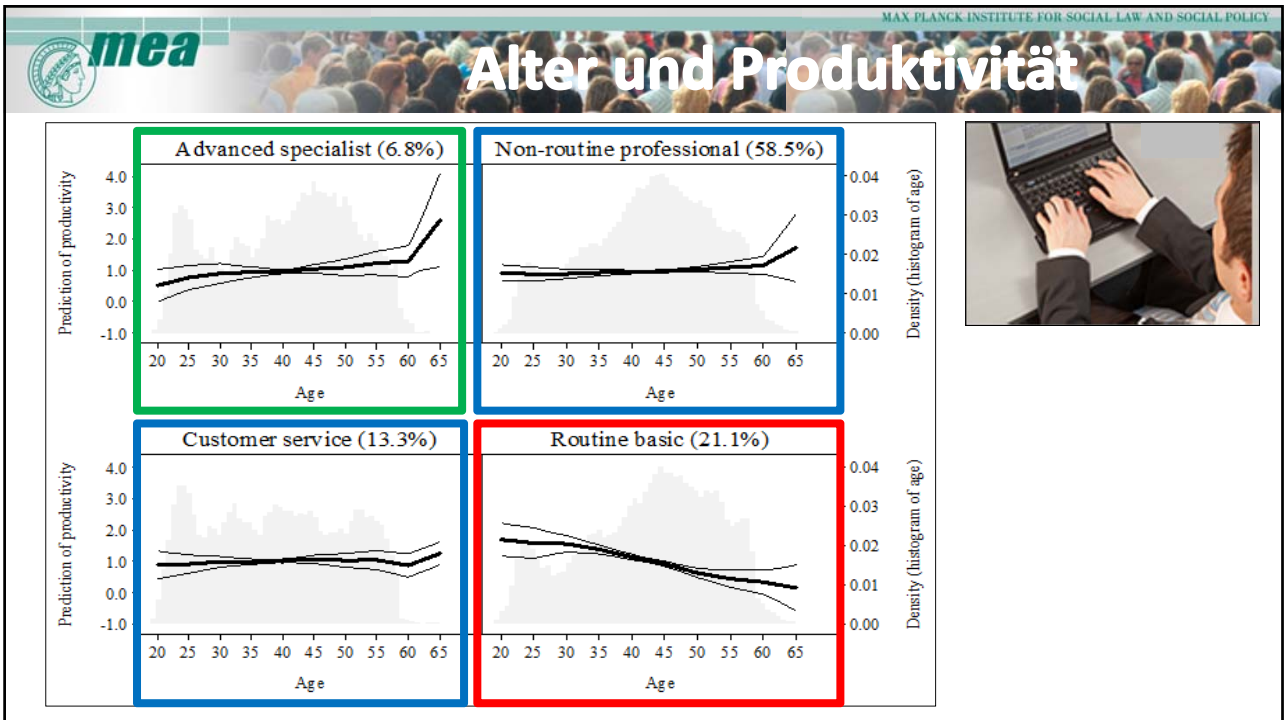 MAX PLANCK INSTITUTE FOR SOCIAL LAW AND SOCIAL POLICY
mea
Alter und Produktivität
Advanced specialist (6.8%)
Non-routine professional (58.5%)
Prediction of productivity
4.0
3.0
2.0
1.0
0.0
-1.0
0.04
0.03
0.02
0.01
0.00
Density (histogram of age)
20 25 30 35 40 45 50 55 60 65
20 25 30 35 40 45 50 55 60 65
Age
Age
Customer service (13.3%)
Routine basic (21.1%)
Prediction of productivity
4.0
3.0
2.0
1.0
0.0
-1.0
0.04
0.03
0.02
0.01
0.00
Density (histogram of age)
20 25 30 35 40 45 50 55 60 65
20 25 30 35 40 45 50 55 60 65
Age
Age